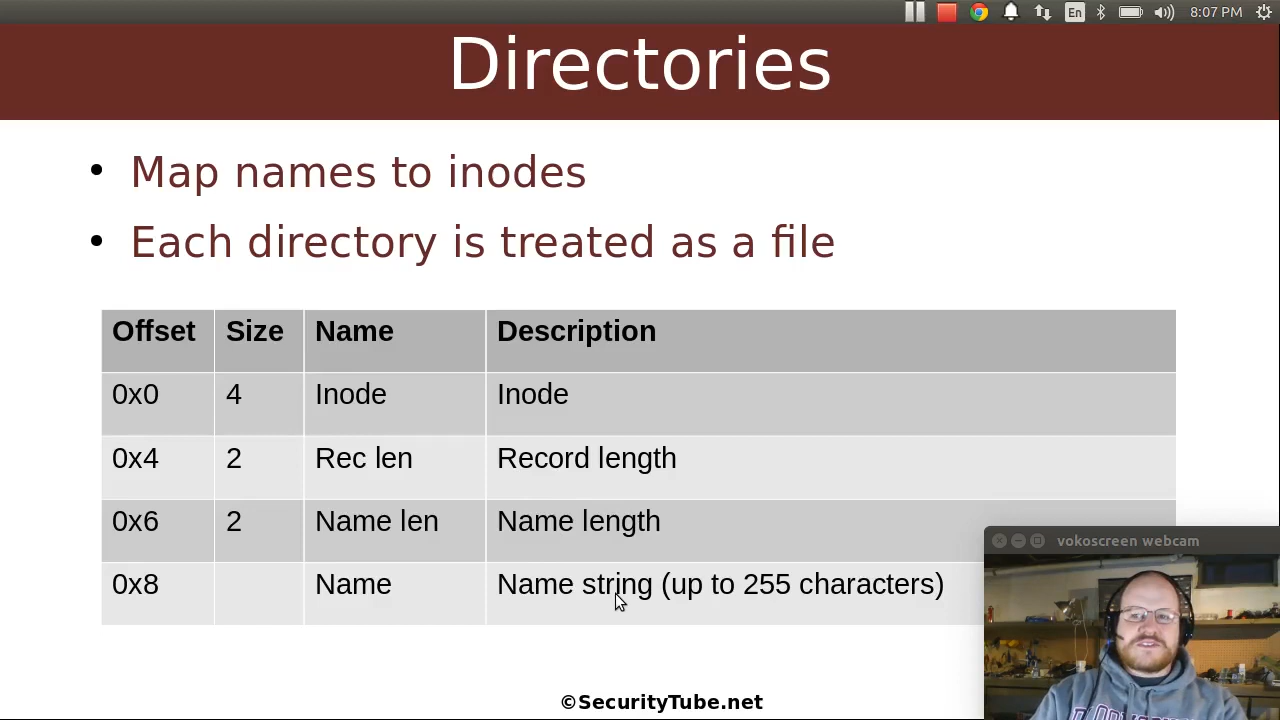 En 8:07 PM
Directories
• Map names to inodes
• Each directory is treated as a file
Offset Size Name Description
0x0 4 Inode Inode
0x4 2 Rec len Record length
0x6 2 Name len Name length
0x8 Name Name string (up to 255 characters)
vokoscreen webcam
©SecurityTube.net